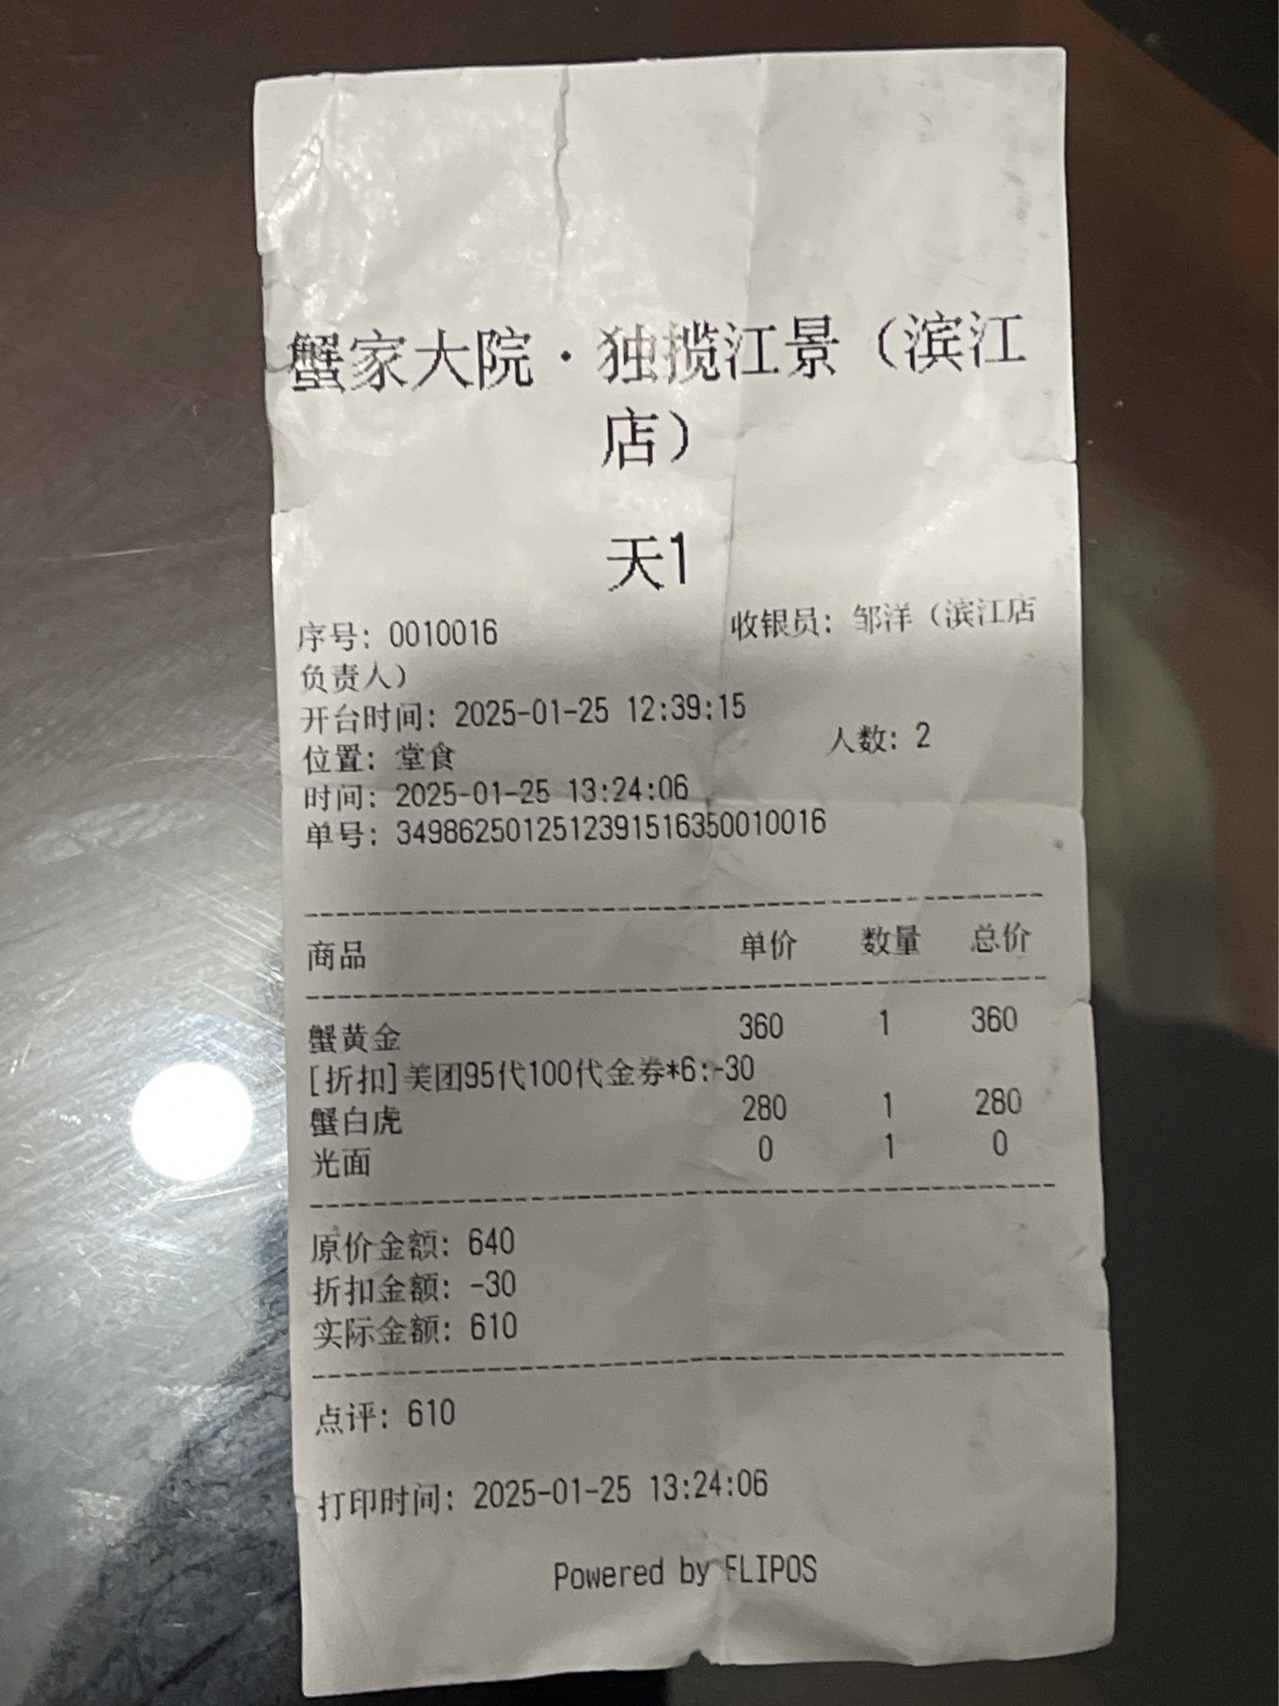 蟹家大院·独揽江景（滨江
店）
天1
序号: 0010016 收银员: 邹洋（滨江店
负责人）
开台时间: 2025-01-25 12:39:15
位置: 堂食 人数: 2
时间: 2025-01-25 13:24:06
单号: 34986250125123915163500­10016
商品 单价 数量 总价
蟹黄金 360 1 360
[折扣]美团95代100代金券*6:-30
蟹白虎 280 1 280
光面 0 1 0
原价金额: 640
折扣金额: -30
实际金额: 610
点评: 610
打印时间: 2025-01-25 13:24:06
Powered by FLIPOS